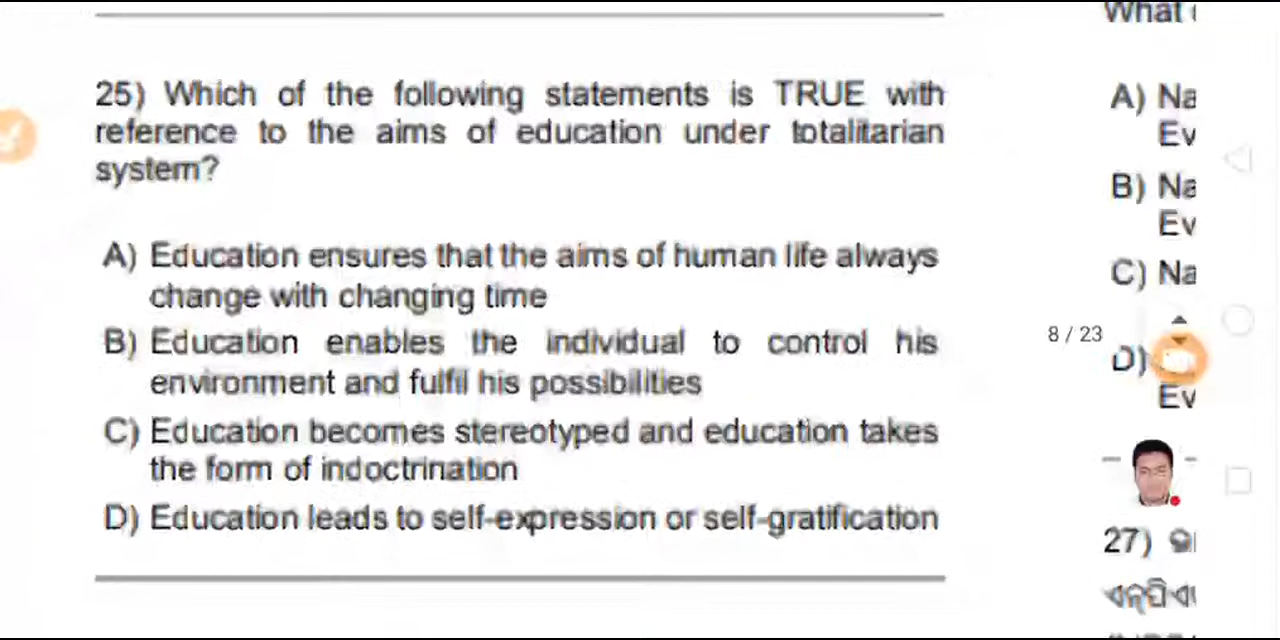 25) Which of the following statements is TRUE with
reference to the aims of education under totalitarian
system?
A) Education ensures that the aims of human life always
change with changing time
B) Education enables the individual to control his
environment and fulfil his possibilities
C) Education becomes stereotyped and education takes
the form of indoctrination
D) Education leads to self-expression or self-gratification
8 / 23
What
A) Na
Ev
B) Na
Ev
C) Na
D)
Ev
27)